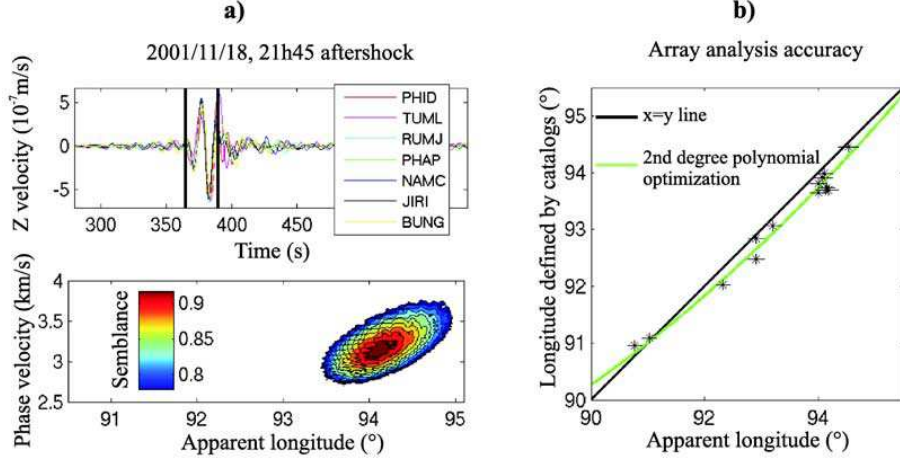 a)
2001/11/18, 21h45 aftershock
Z velocity (10⁻⁷m/s)
5
0
-5
300
350
400
450
Time (s)
PHID
TUML
RUMJ
PHAP
NAMC
JIRI
BUNG
Phase velocity (km/s)
4
3.5
3
2.5
Semblance
0.9
0.85
0.8
91
92
93
94
95
Apparent longitude (°)
b)
Array analysis accuracy
Longitude defined by catalogs (°)
95
94
93
92
91
90
x=y line
2nd degree polynomial
optimization
90
92
94
Apparent longitude (°)